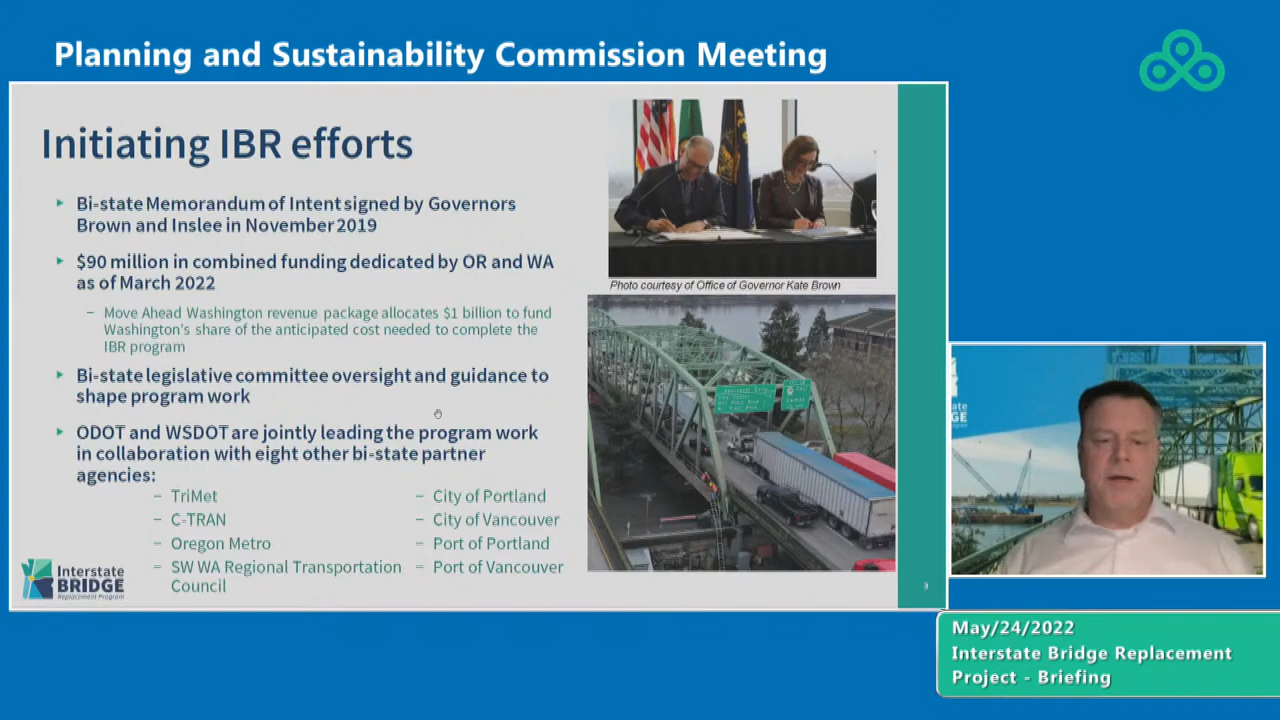 Planning and Sustainability Commission Meeting
Initiating IBR efforts
Bi-state Memorandum of Intent signed by Governors
Brown and Inslee in November 2019
$90 million in combined funding dedicated by OR and WA
as of March 2022
– Move Ahead Washington revenue package allocates $1 billion to fund
Washington's share of the anticipated cost needed to complete the
IBR program
Bi-state legislative committee oversight and guidance to
shape program work
ODOT and WSDOT are jointly leading the program work
in collaboration with eight other bi-state partner
agencies:
– TriMet
– C-TRAN
– Oregon Metro
– SW WA Regional Transportation
Council
– City of Portland
– City of Vancouver
– Port of Portland
– Port of Vancouver
Photo courtesy of Office of Governor Kate Brown
Interstate
BRIDGE
Replacement Program
May/24/2022
Interstate Bridge Replacement
Project - Briefing